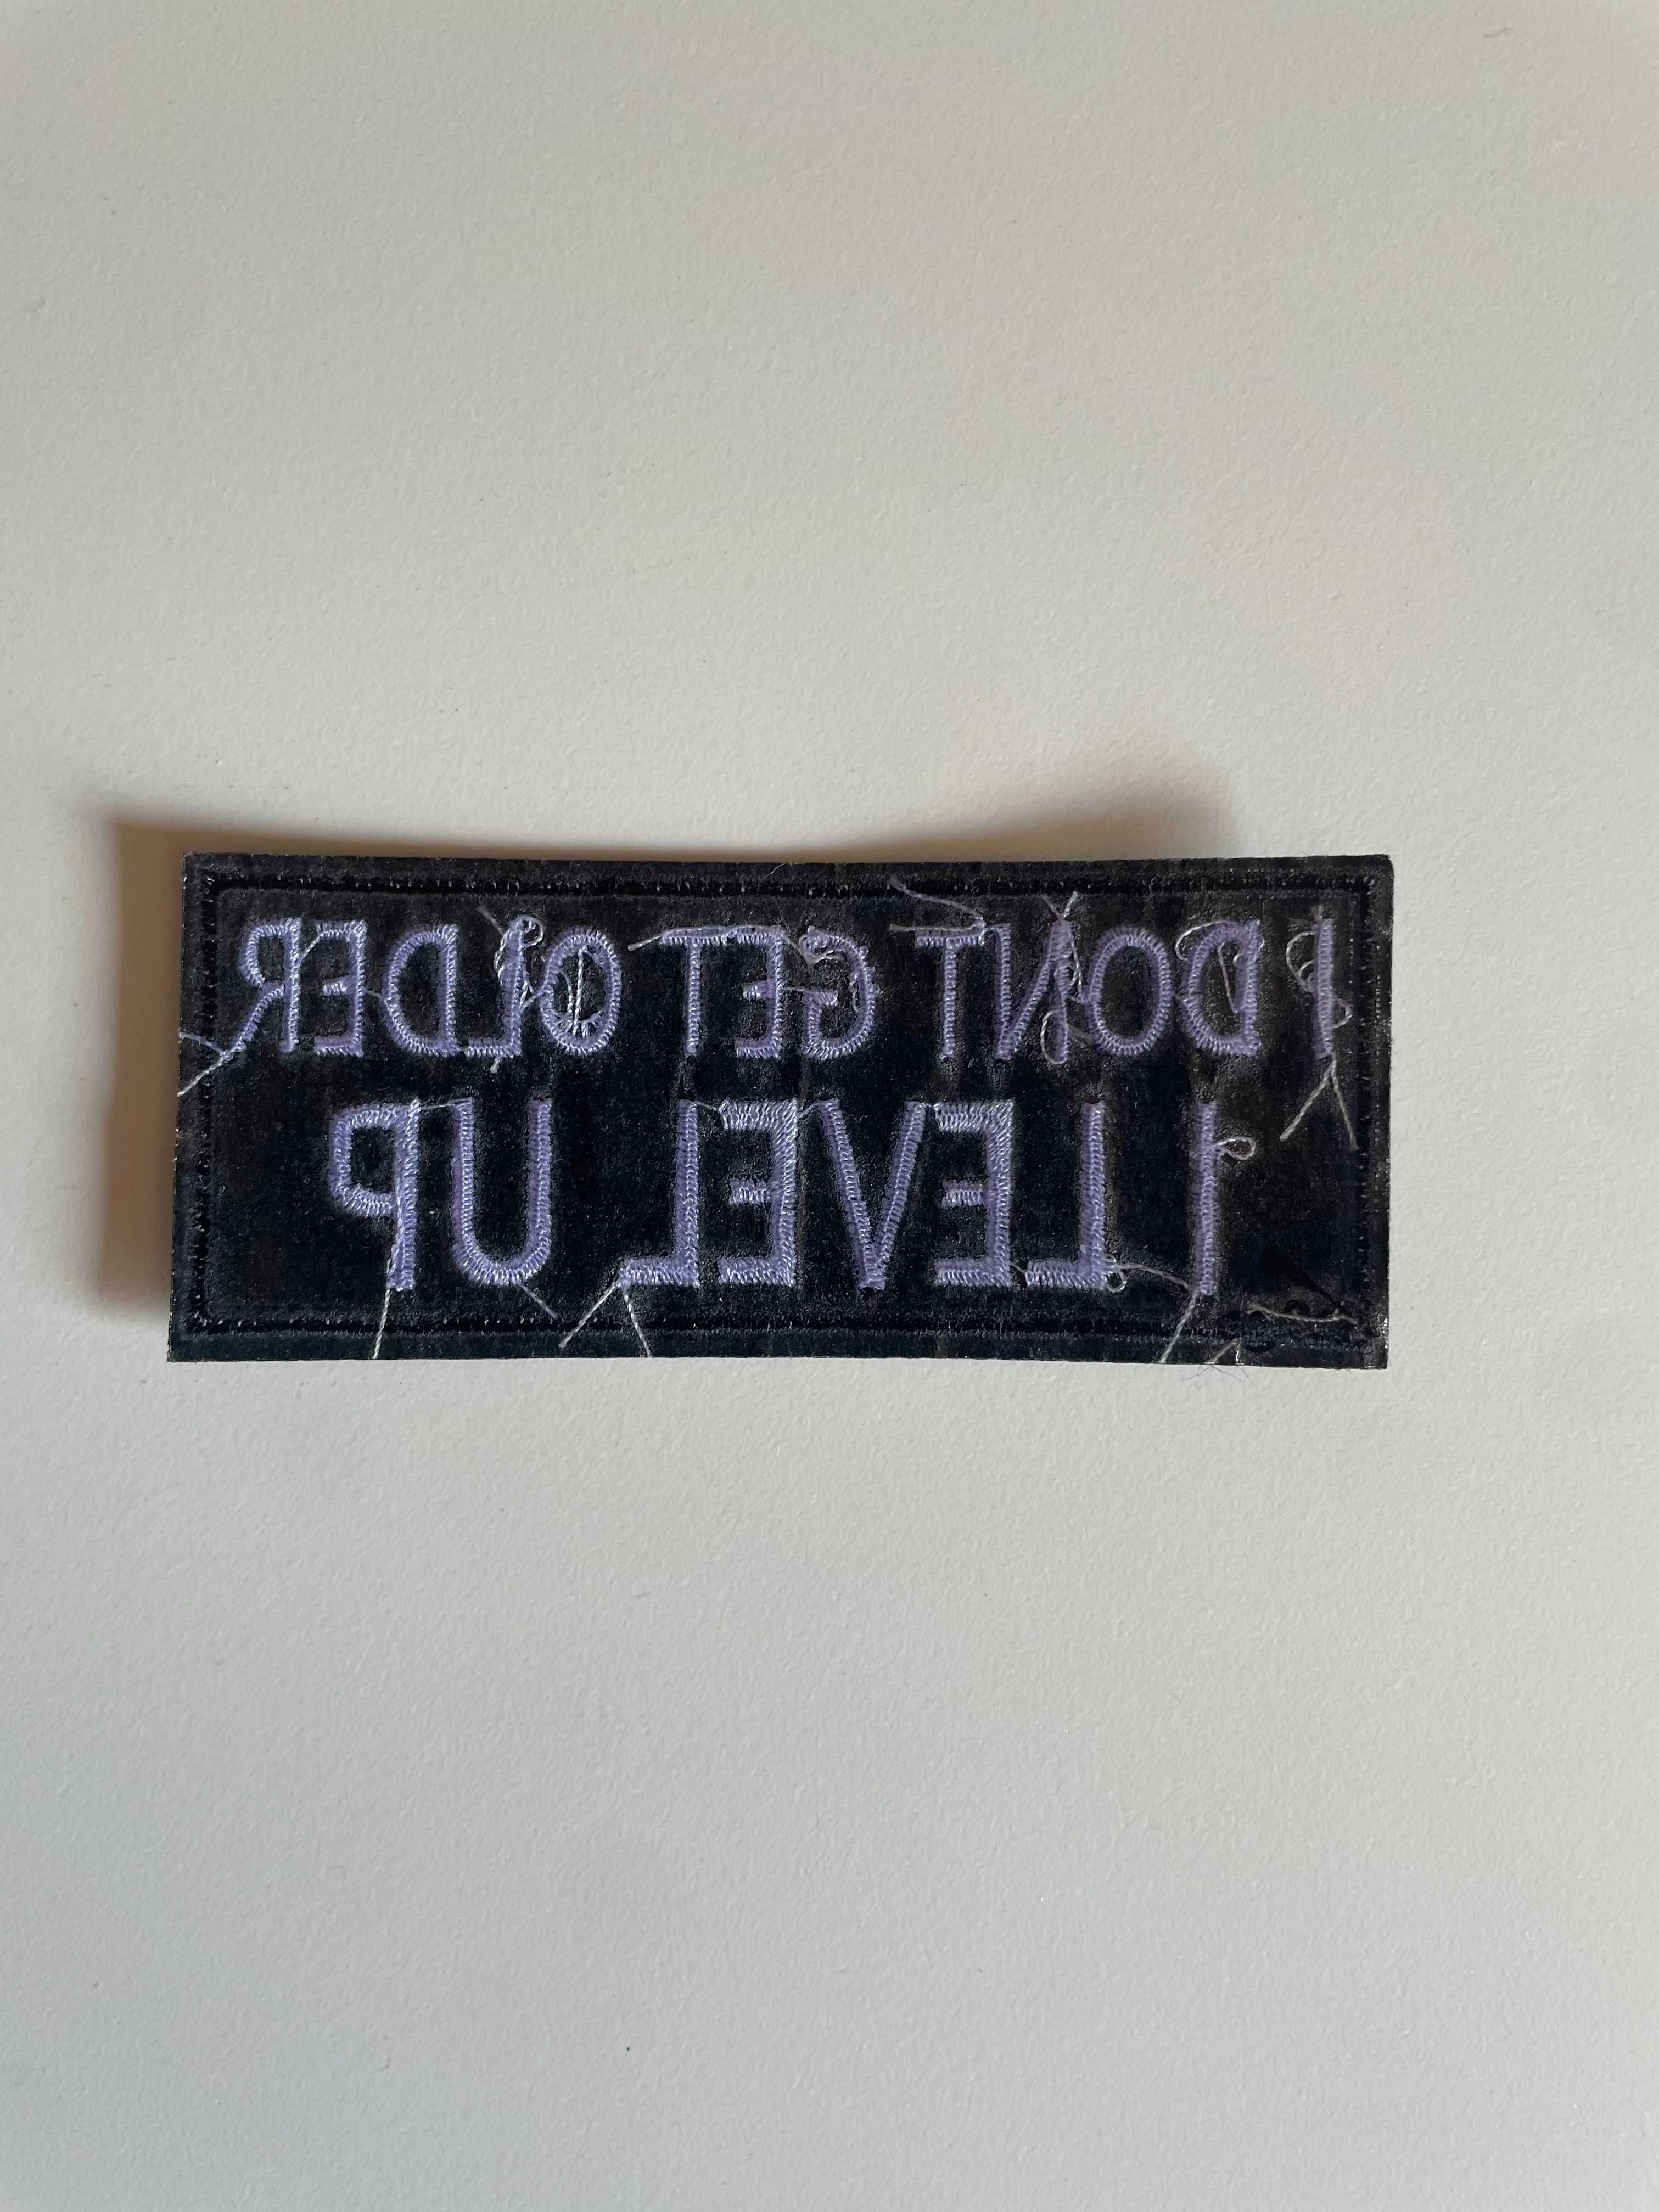 I DONT GET OLDER
I LEVEL UP